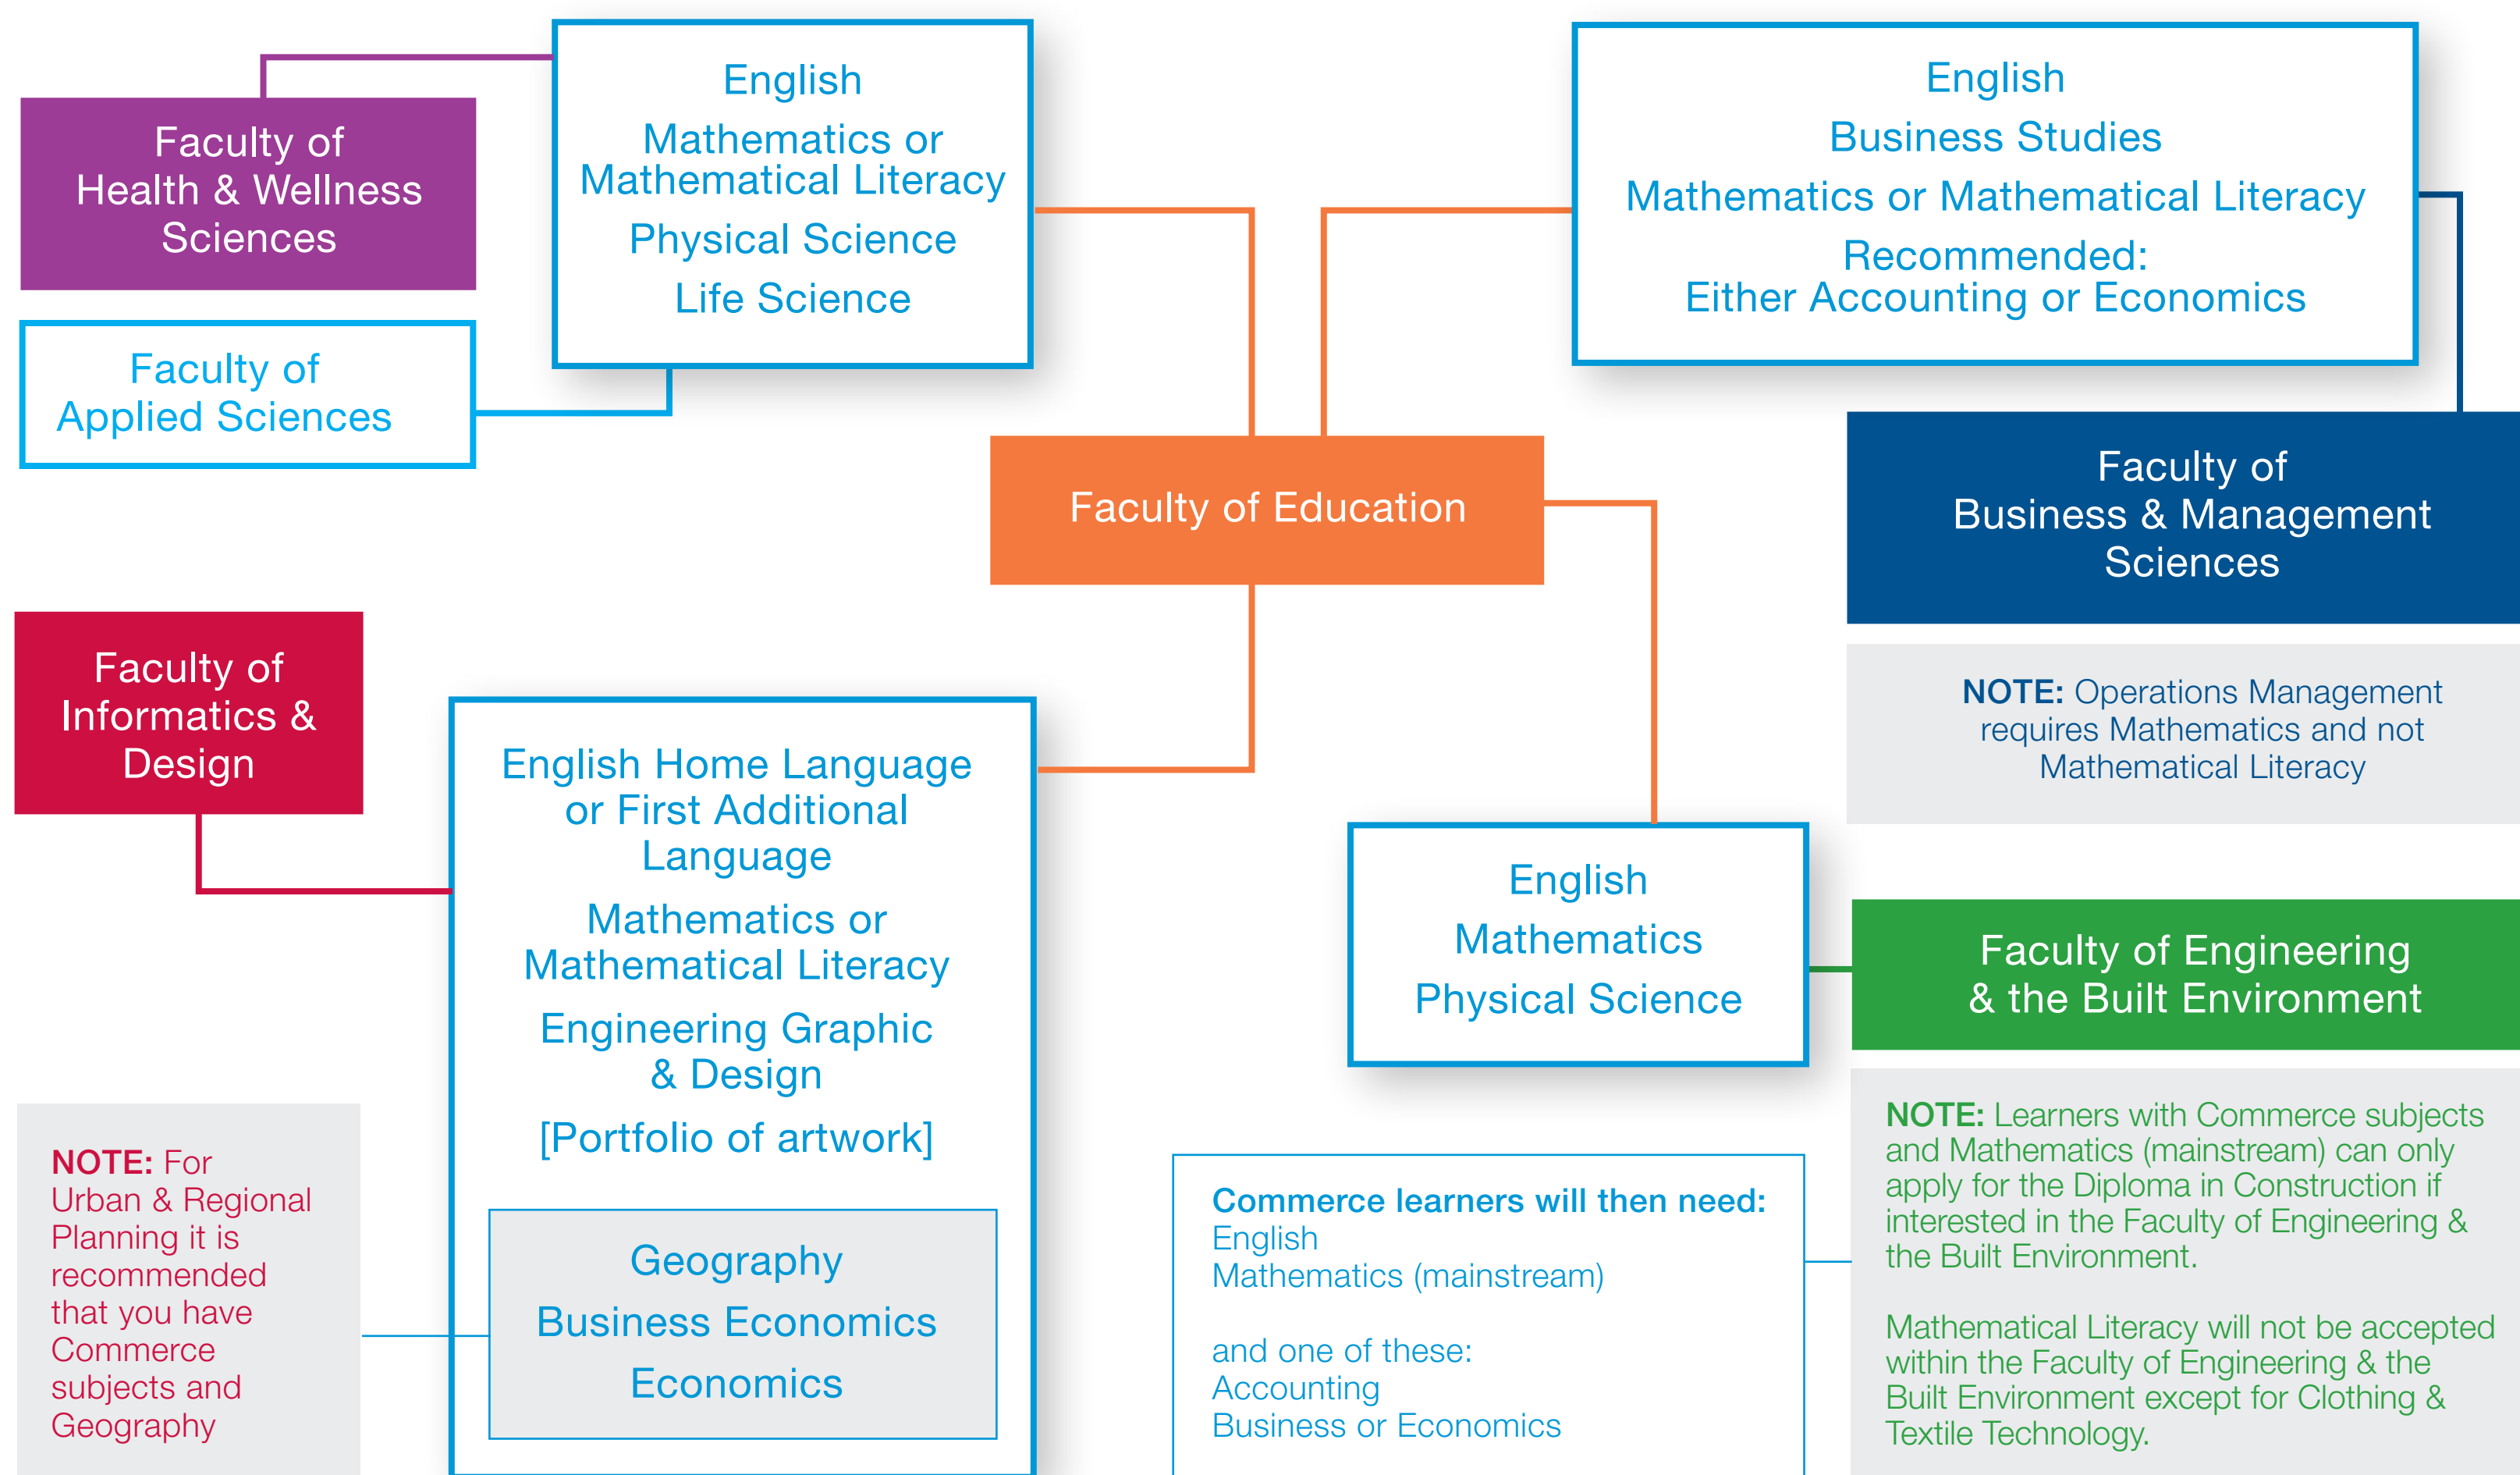 Faculty of
Health & Wellness
Sciences
Faculty of
Applied Sciences
English
Mathematics or
Mathematical Literacy
Physical Science
Life Science
English
Business Studies
Mathematics or Mathematical Literacy
Recommended:
Either Accounting or Economics
Faculty of Education
Faculty of
Business & Management
Sciences
NOTE: Operations Management
requires Mathematics and not
Mathematical Literacy
Faculty of
Informatics &
Design
English Home Language
or First Additional
Language
Mathematics or
Mathematical Literacy
Engineering Graphic
& Design
[Portfolio of artwork]
Geography
Business Economics
Economics
NOTE: For
Urban & Regional
Planning it is
recommended
that you have
Commerce
subjects and
Geography
English
Mathematics
Physical Science
Faculty of Engineering
& the Built Environment
Commerce learners will then need:
English
Mathematics (mainstream)
and one of these:
Accounting
Business or Economics
NOTE: Learners with Commerce subjects
and Mathematics (mainstream) can only
apply for the Diploma in Construction if
interested in the Faculty of Engineering &
the Built Environment.
Mathematical Literacy will not be accepted
within the Faculty of Engineering & the
Built Environment except for Clothing &
Textile Technology.